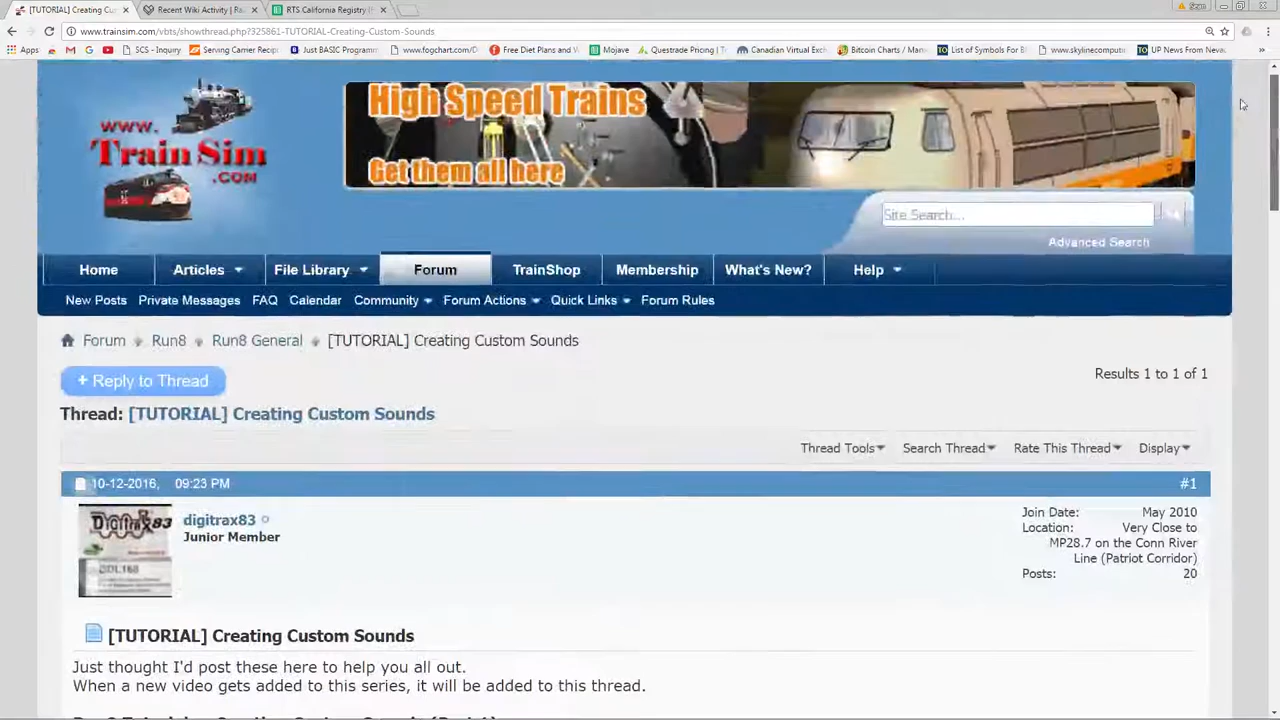 [TUTORIAL] Creating Cus
Recent Wiki Activity | Ra
RTS California Registry (
www.trainsim.com/vbts/showthread.php?325861-TUTORIAL-Creating-Custom-Sounds
Apps
SCS - Inquiry
Serving Carrier Recip
Just BASIC Programm
www.fogchart.com/D
Free Diet Plans and
Mojave
Questrade Pricing |
Canadian Virtual Exc
Bitcoin Charts / Mar
List of Symbols For E
www.skylinecomputi
UP News From Neva
WWW.
Train Sim
.COM
High Speed Trains
Get them all here
Site Search...
Advanced Search
Home Articles File Library Forum TrainShop Membership What's New? Help
New Posts Private Messages FAQ Calendar Community Forum Actions Quick Links Forum Rules
Forum Run8 Run8 General [TUTORIAL] Creating Custom Sounds
+ Reply to Thread
Results 1 to 1 of 1
Thread: [TUTORIAL] Creating Custom Sounds
Thread Tools Search Thread Rate This Thread Display
10-12-2016, 09:23 PM #1
Digitrax83
digitrax83
Junior Member
Join Date: May 2010
Location: Very Close to
MP28.7 on the Conn River
Line (Patriot Corridor)
Posts: 20
[TUTORIAL] Creating Custom Sounds
Just thought I'd post these here to help you all out.
When a new video gets added to this series, it will be added to this thread.